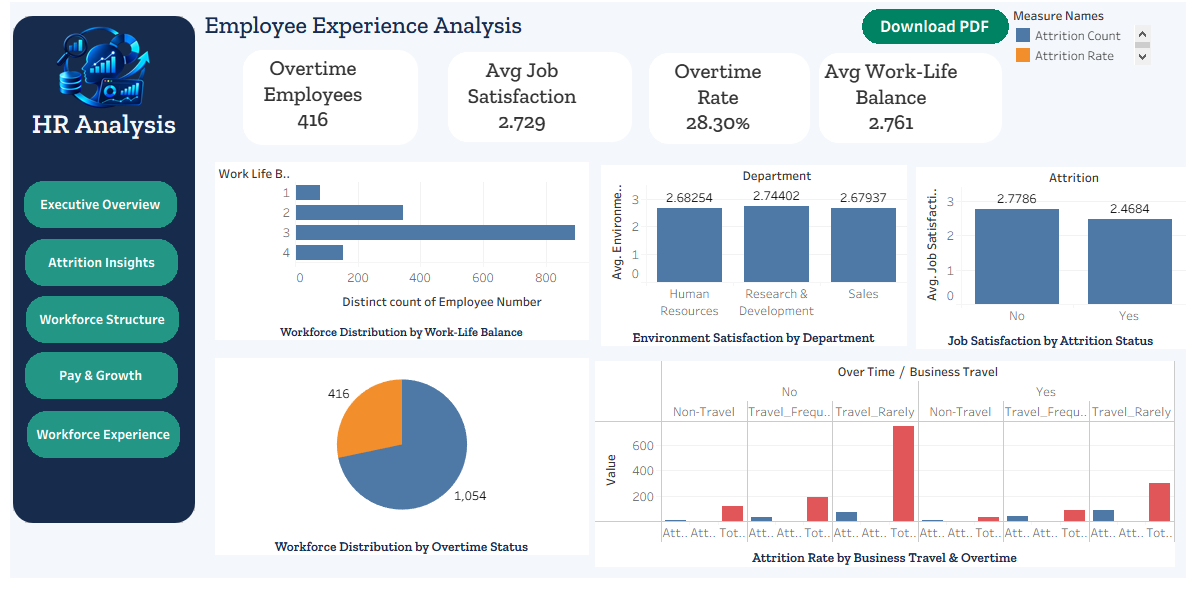 HR Analysis
Executive Overview
Attrition Insights
Workforce Structure
Pay & Growth
Workforce Experience
Employee Experience Analysis
Download PDF
Measure Names
Attrition Count
Attrition Rate
Overtime
Employees
416
Avg Job
Satisfaction
2.729
Overtime
Rate
28.30%
Avg Work-Life
Balance
2.761
Work Life B..
1
2
3
4
0 200 400 600 800
Distinct count of Employee Number
Workforce Distribution by Work-Life Balance
Department
Avg. Environme..
3
2
1
0
2.68254 2.74402 2.67937
Human
Resources
Research &
Development
Sales
Environment Satisfaction by Department
Attrition
Avg. Job Satisfacti..
3
2
1
0
2.7786 2.4684
No Yes
Job Satisfaction by Attrition Status
416
1,054
Workforce Distribution by Overtime Status
Over Time / Business Travel
No Yes
Non-Travel Travel_Frequ.. Travel_Rarely Non-Travel Travel_Frequ.. Travel_Rarely
Value
600
400
200
Att.. Att.. Tot.. Att.. Att.. Tot.. Att.. Att.. Tot.. Att.. Att.. Tot.. Att.. Att.. Tot.. Att.. Att.. Tot..
Attrition Rate by Business Travel & Overtime